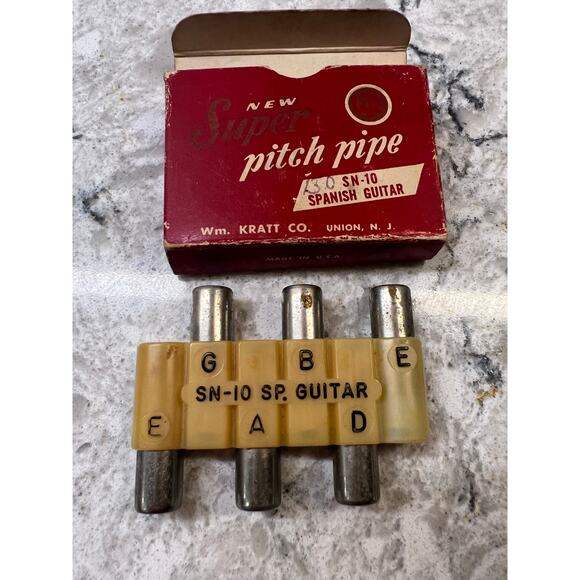 NEW
Super
pitch pipe
130 SN-10
SPANISH GUITAR
Wm. KRATT CO. UNION, N. J.
MADE IN U.S.A.
G B E
SN-10 SP. GUITAR
E A D